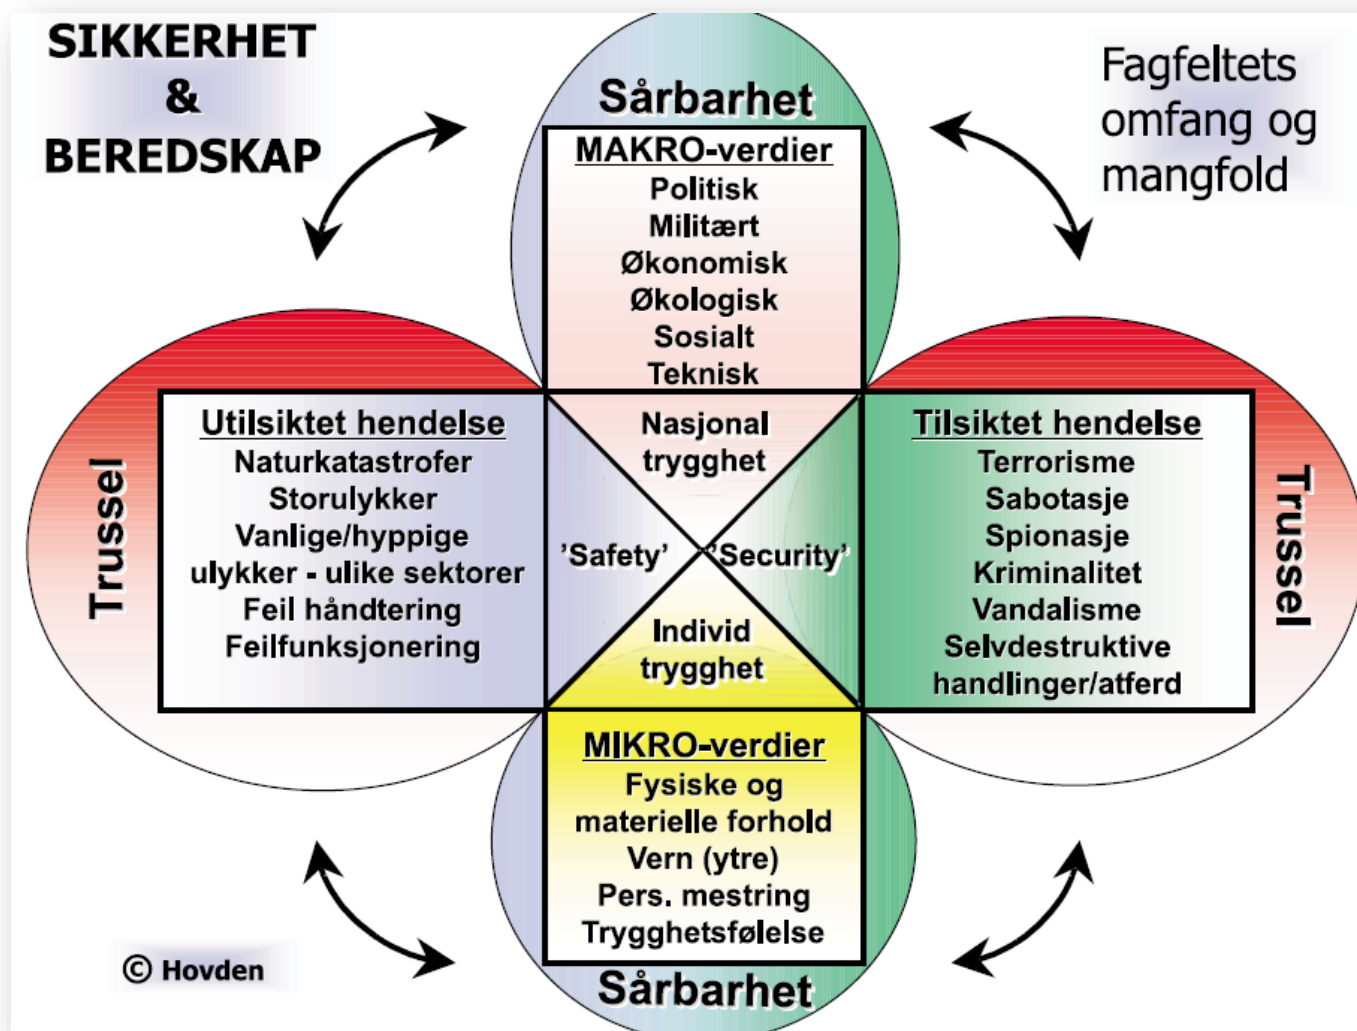 SIKKERHET
&
BEREDSKAP
Fagfeltets
omfang og
mangfold
Sårbarhet
MAKRO-verdier
Politisk
Militært
Økonomisk
Økologisk
Sosialt
Teknisk
Trussel
Utilsiktet hendelse
Naturkatastrofer
Storulykker
Vanlige/hyppige
ulykker - ulike sektorer
Feil håndtering
Feilfunksjonering
Nasjonal
trygghet
'Safety'
'Security'
Individ
trygghet
Tilsiktet hendelse
Terrorisme
Sabotasje
Spionasje
Kriminalitet
Vandalisme
Selvdestruktive
handlinger/atferd
Trussel
MIKRO-verdier
Fysiske og
materielle forhold
Vern (ytre)
Pers. mestring
Trygghetsfølelse
Sårbarhet
© Hovden